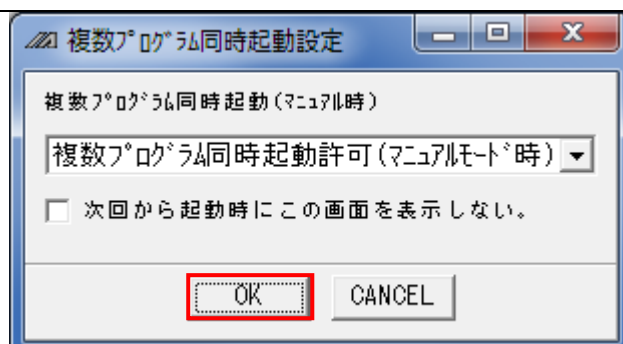 複数ﾌﾟﾛｸﾞﾗﾑ同時起動設定
複数ﾌﾟﾛｸﾞﾗﾑ同時起動(ﾏﾆｭｱﾙ時)
複数ﾌﾟﾛｸﾞﾗﾑ同時起動許可(ﾏﾆｭｱﾙﾓｰﾄﾞ時)
次回から起動時にこの画面を表示しない。
OK CANCEL